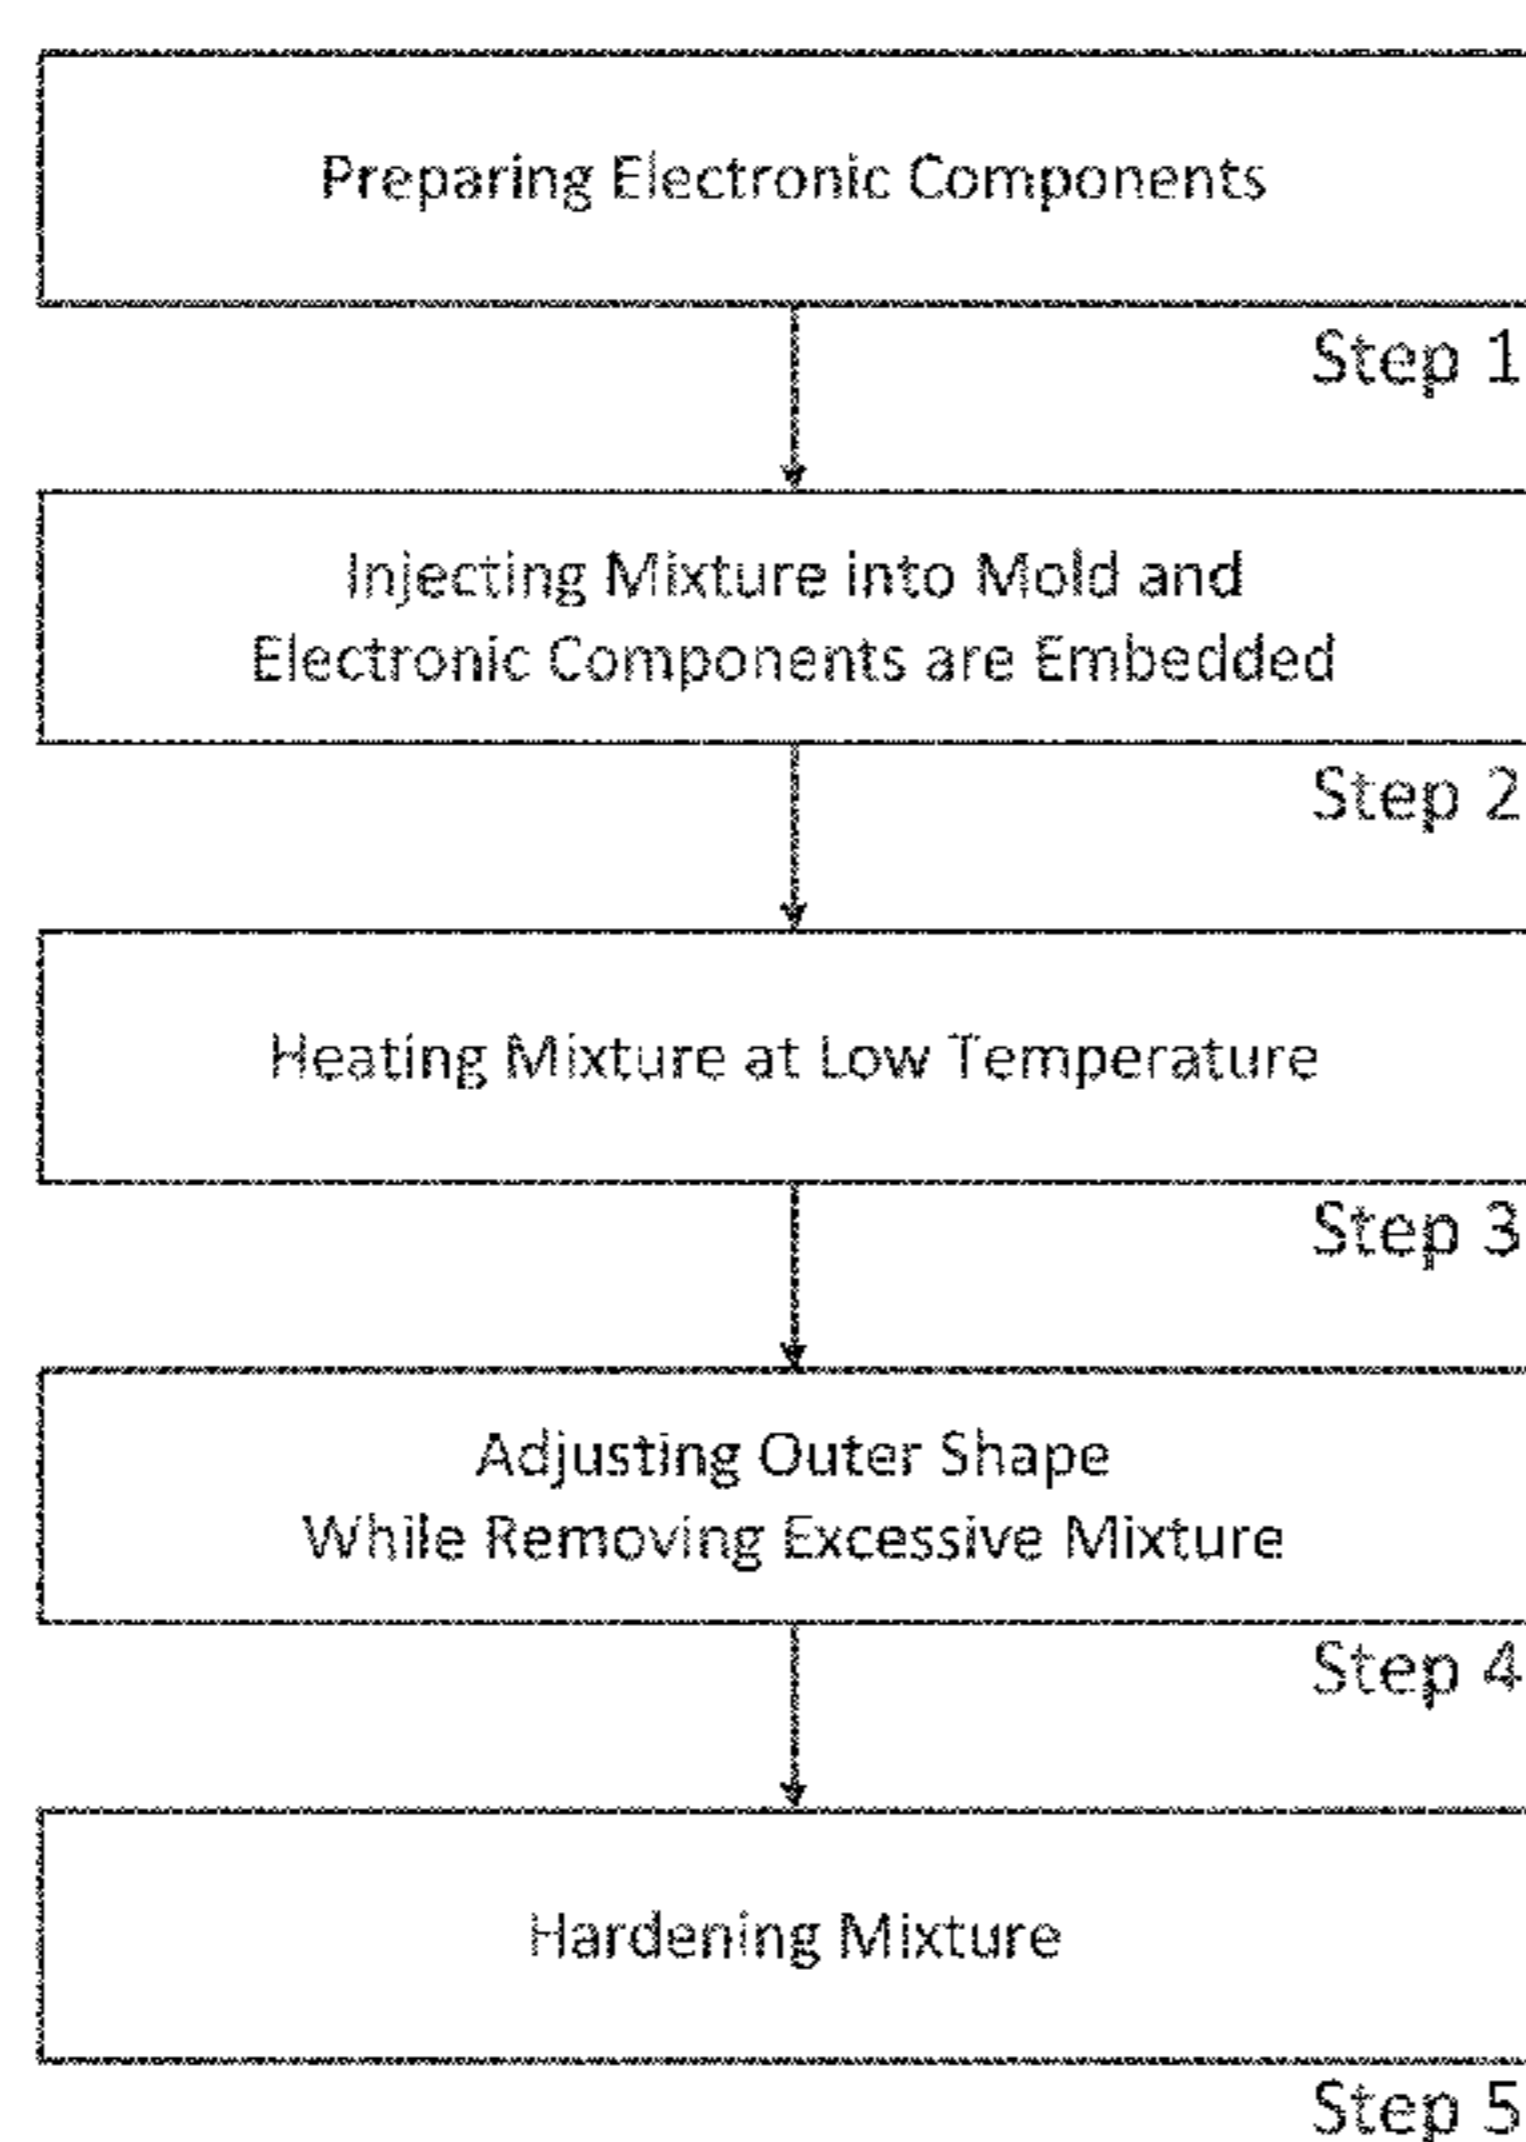 Preparing Electronic Components
Step 1
Injecting Mixture into Mold and
Electronic Components are Embedded
Step 2
Heating Mixture at Low Temperature
Step 3
Adjusting Outer Shape
While Removing Excessive Mixture
Step 4
Hardening Mixture
Step 5